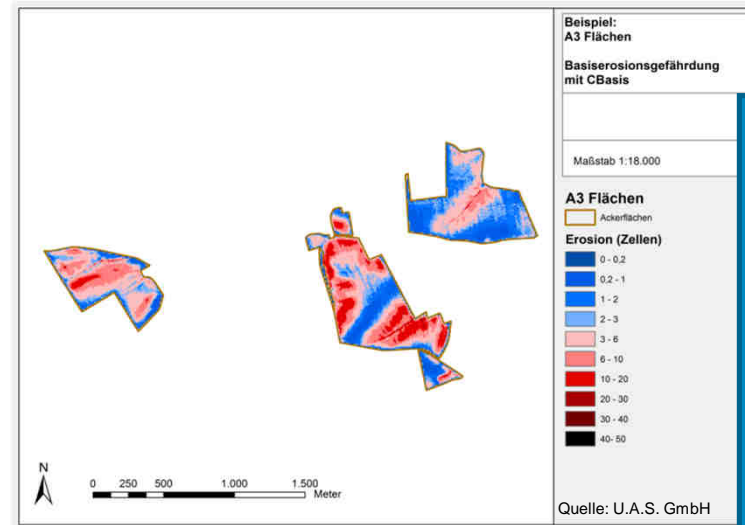 Beispiel:
A3 Flächen
Basiserosionsgefährdung
mit CBasis
Maßstab 1:18.000
A3 Flächen
Ackerflächen
Erosion (Zellen)
0 - 0,2
0,2 - 1
1 - 2
2 - 3
3 - 6
6 - 10
10 - 20
20 - 30
30 - 40
40- 50
N
0 250 500 1.000 1.500
Meter
Quelle: U.A.S. GmbH